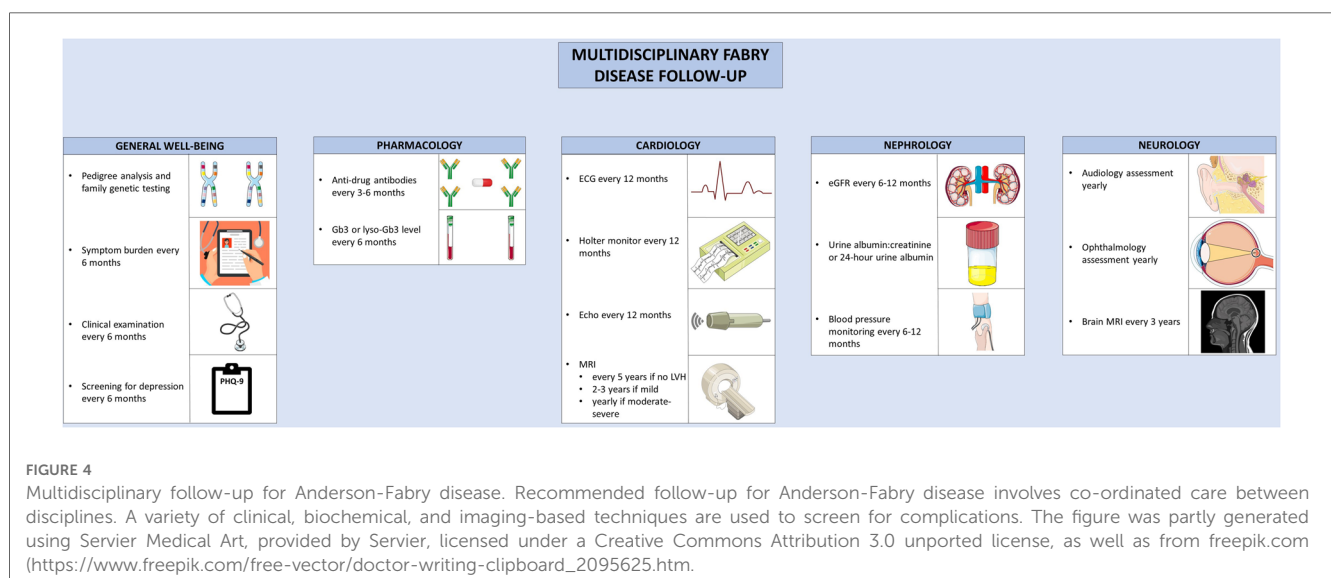 MULTIDISCIPLINARY FABRY
DISEASE FOLLOW-UP
GENERAL WELL-BEING
• Pedigree analysis and
family genetic testing
• Symptom burden every
6 months
• Clinical examination
every 6 months
• Screening for depression
every 6 months
PHQ-9
PHARMACOLOGY
• Anti-drug antibodies
every 3-6 months
• Gb3 or lyso-Gb3 level
every 6 months
CARDIOLOGY
• ECG every 12 months
• Holter monitor every 12
months
• Echo every 12 months
• MRI
• every 5 years if no LVH
• 2-3 years if mild
• yearly if moderate-
severe
NEPHROLOGY
• eGFR every 6-12 months
• Urine albumin:creatinine
or 24-hour urine albumin
• Blood pressure
monitoring every 6-12
months
NEUROLOGY
• Audiology assessment
yearly
• Ophthalmology
assessment yearly
• Brain MRI every 3 years
FIGURE 4
Multidisciplinary follow-up for Anderson-Fabry disease. Recommended follow-up for Anderson-Fabry disease involves co-ordinated care between
disciplines. A variety of clinical, biochemical, and imaging-based techniques are used to screen for complications. The figure was partly generated
using Servier Medical Art, provided by Servier, licensed under a Creative Commons Attribution 3.0 unported license, as well as from freepik.com
(https://www.freepik.com/free-vector/doctor-writing-clipboard_2095625.htm.